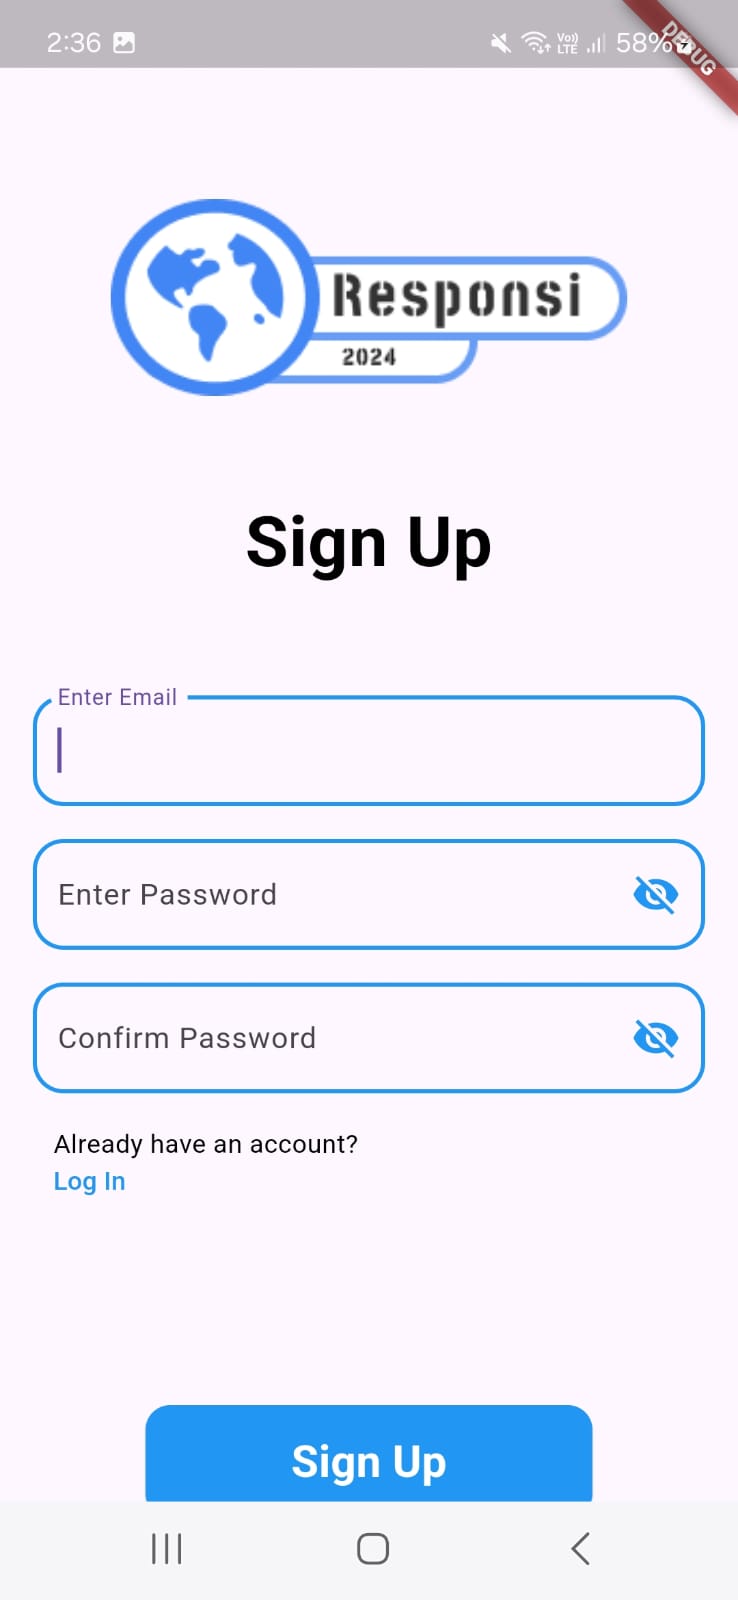 2:36
Vo))
LTE
58%
DEBUG
Responsi
2024
Sign Up
Enter Email
Enter Password
Confirm Password
Already have an account?
Log In
Sign Up